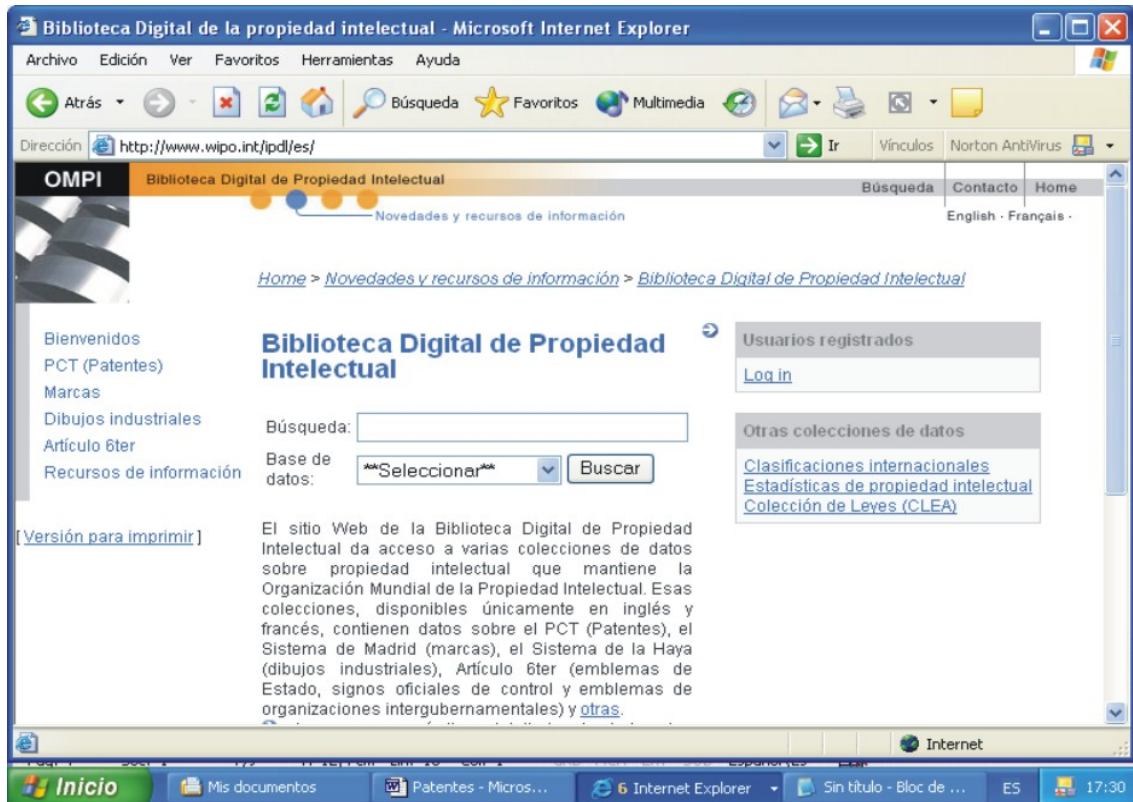 Biblioteca Digital de la propiedad intelectual - Microsoft Internet Explorer
Archivo Edición Ver Favoritos Herramientas Ayuda
Atrás Búsqueda Favoritos Multimedia
Dirección http://www.wipo.int/ipdl/es/ Ir Vínculos Norton AntiVirus
OMPI Biblioteca Digital de Propiedad Intelectual
Búsqueda Contacto Home
Novedades y recursos de información
English · Français ·
Home > Novedades y recursos de información > Biblioteca Digital de Propiedad Intelectual
Bienvenidos
PCT (Patentes)
Marcas
Dibujos industriales
Artículo 6ter
Recursos de información
[ Versión para imprimir ]
Biblioteca Digital de Propiedad
Intelectual
Búsqueda:
Base de
datos:
**Seleccionar** Buscar
El sitio Web de la Biblioteca Digital de Propiedad
Intelectual da acceso a varias colecciones de datos
sobre propiedad intelectual que mantiene la
Organización Mundial de la Propiedad Intelectual. Esas
colecciones, disponibles únicamente en inglés y
francés, contienen datos sobre el PCT (Patentes), el
Sistema de Madrid (marcas), el Sistema de la Haya
(dibujos industriales), Artículo 6ter (emblemas de
Estado, signos oficiales de control y emblemas de
organizaciones intergubernamentales) y otras.
Usuarios registrados
Log in
Otras colecciones de datos
Clasificaciones internacionales
Estadísticas de propiedad intelectual
Colección de Leyes (CLEA)
Internet
Inicio Mis documentos Patentes - Micros... 6 Internet Explorer Sin título - Bloc de ... ES 17:30